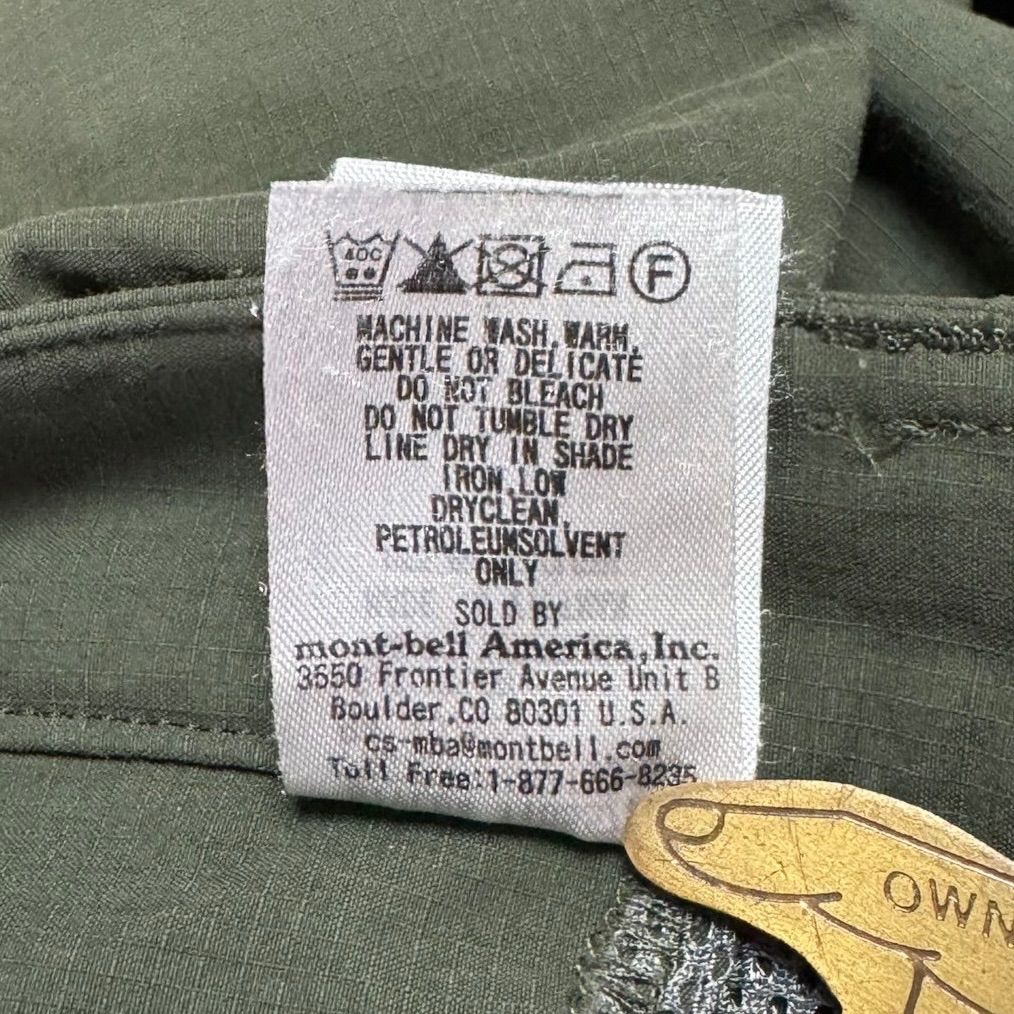 40C
F
MACHINE WASH,WARM,
GENTLE OR DELICATE
DO NOT BLEACH
DO NOT TUMBLE DRY
LINE DRY IN SHADE
IRON,LOW
DRYCLEAN,
PETROLEUMSOLVENT
ONLY
SOLD BY
mont-bell America,Inc.
3550 Frontier Avenue Unit B
Boulder,CO 80301 U.S.A.
cs-mba@montbell.com
Toll Free:1-877-666-8235
OWN